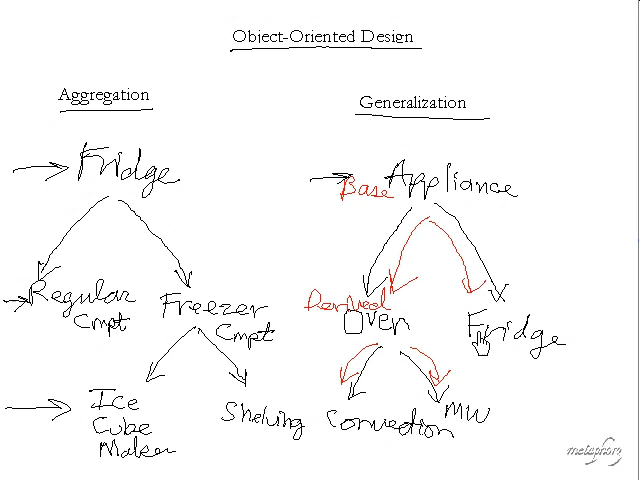 Object-Oriented Design
Aggregation
Generalization
Fridge
Base Appliance
Regular
Cmpt
Freezer
Cmpt
Derived
Oven
Fridge
Ice
Cube
Maker
Shelving
Convection
MW